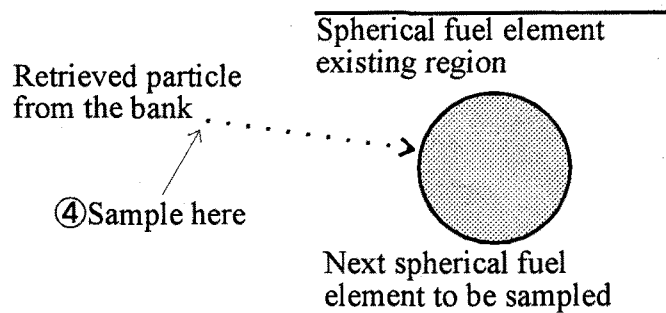 Spherical fuel element
existing region
Retrieved particle
from the bank
④Sample here
Next spherical fuel
element to be sampled